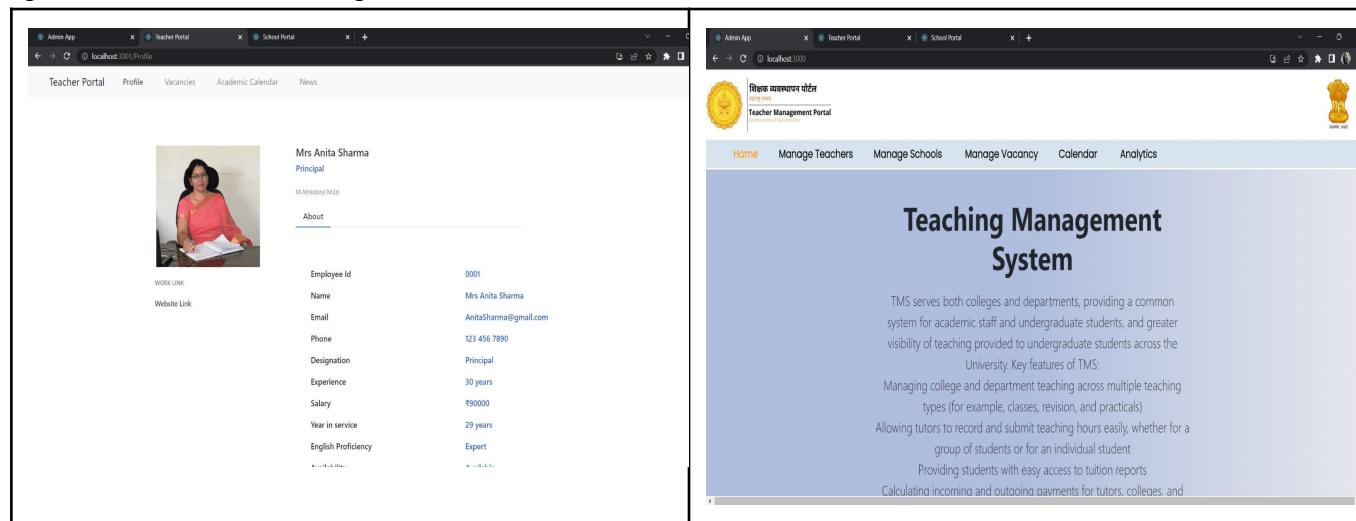 Admin App
Teacher Portal
School Portal
localhost:3001/Profile
Teacher Portal Profile Vacancies Academic Calendar News
Mrs Anita Sharma
Principal
M.A(History) M.Ed
About
WORK LINK
Website Link
Employee Id 0001
Name Mrs Anita Sharma
Email AnitaSharma@gmail.com
Phone 123 456 7890
Designation Principal
Experience 30 years
Salary ₹90000
Year in service 29 years
English Proficiency Expert
Admin App
Teacher Portal
School Portal
localhost:3000
शिक्षक व्यवस्थापन पोर्टल
Teacher Management Portal
Government of Maharashtra
Home Manage Teachers Manage Schools Manage Vacancy Calendar Analytics
Teaching Management
System
TMS serves both colleges and departments, providing a common
system for academic staff and undergraduate students, and greater
visibility of teaching provided to undergraduate students across the
University. Key features of TMS:
Managing college and department teaching across multiple teaching
types (for example, classes, revision, and practicals)
Allowing tutors to record and submit teaching hours easily, whether for a
group of students or for an individual student
Providing students with easy access to tuition reports
Calculating incoming and outgoing payments for tutors, colleges, and